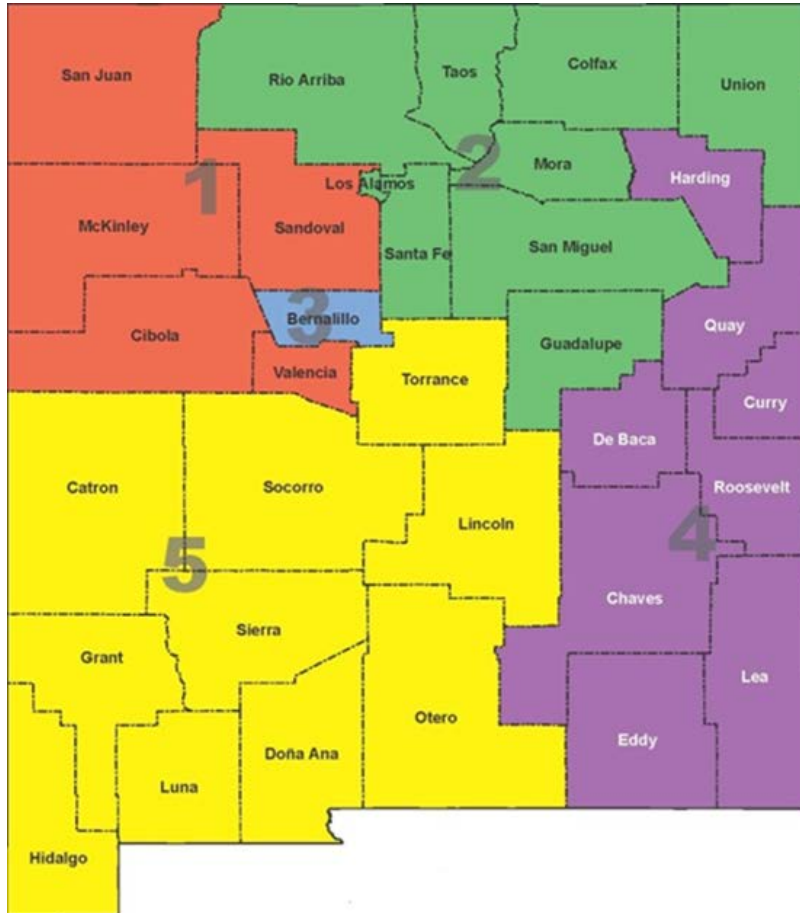 San Juan
Rio Arriba
Taos
Colfax
Union
1
2
Mora
Harding
Los Alamos
McKinley
Sandoval
Santa Fe
San Miguel
3
Bernalillo
Cibola
Quay
Guadalupe
Valencia
Torrance
Curry
De Baca
Catron
Socorro
Roosevelt
Lincoln
4
5
Chaves
Sierra
Grant
Lea
Otero
Eddy
Doña Ana
Luna
Hidalgo